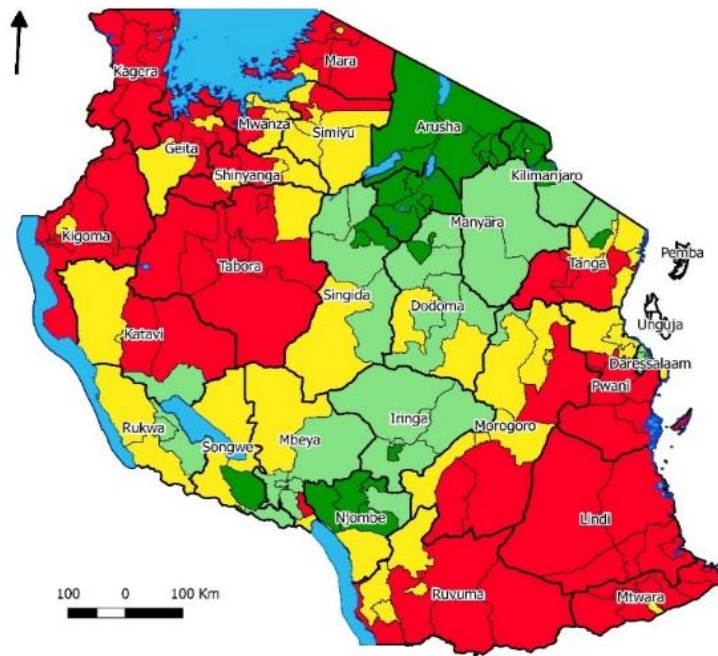 Kagera
Mara
Mwanza
Simiyu
Arusha
Geita
Shinyanga
Kilimanjaro
Manyara
Kigoma
Tabora
Tanga
Pemba
Singida
Dodoma
Unguja
Katavi
Daressalaam
Pwani
Rukwa
Songwe
Mbeya
Iringa
Morogoro
Njombe
Lindi
Ruvuma
Mtwara
100 0 100 Km